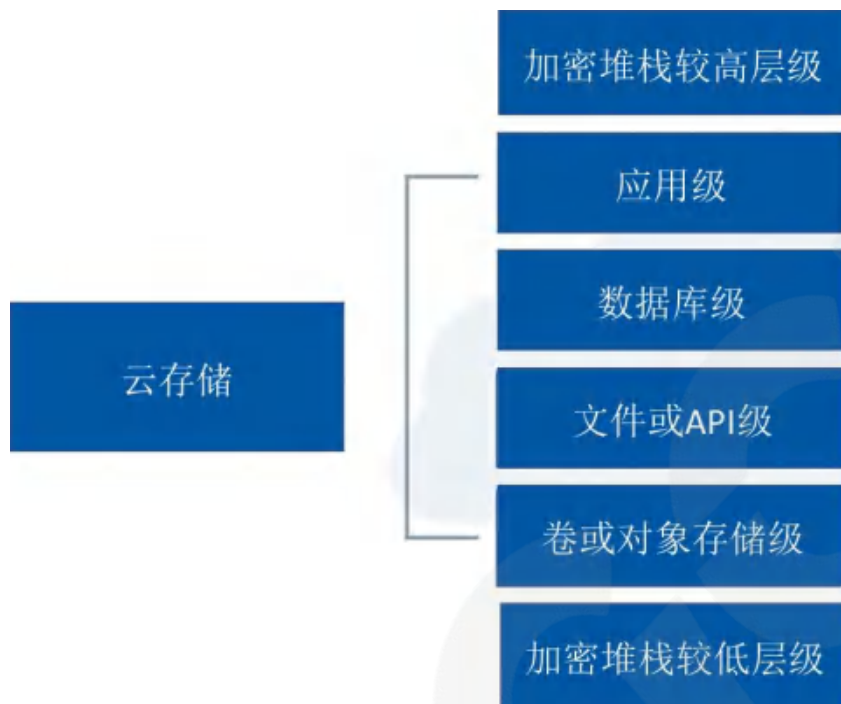 加密堆栈较高层级
应用级
数据库级
云存储
文件或API级
卷或对象存储级
加密堆栈较低层级